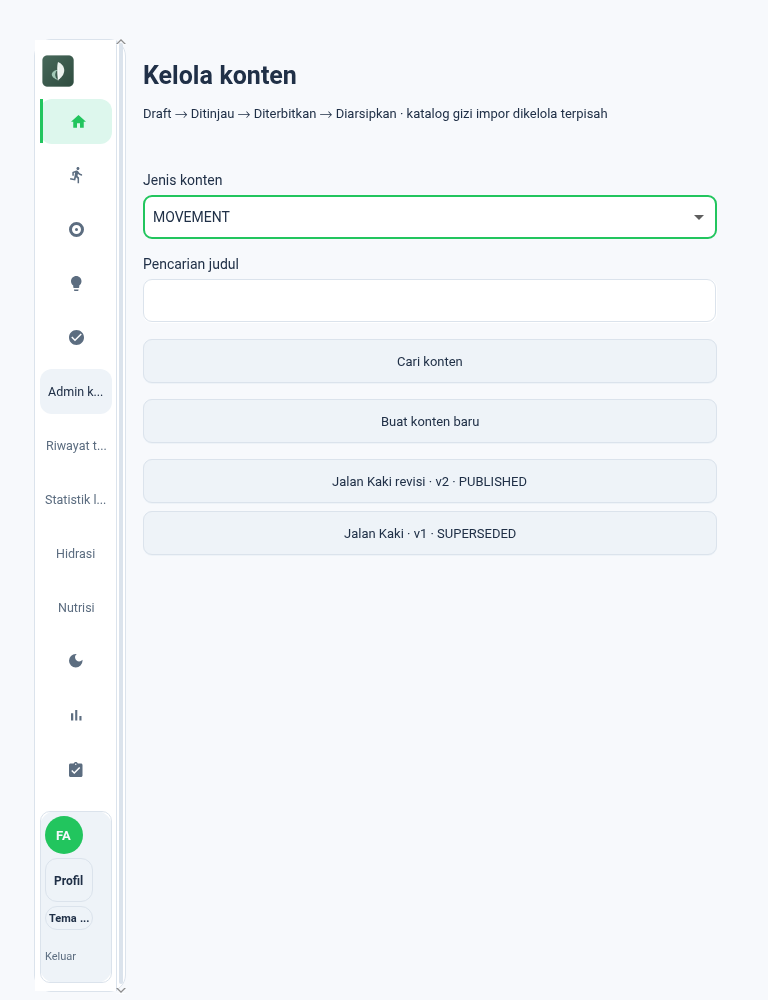 Kelola konten
Draft → Ditinjau → Diterbitkan → Diarsipkan · katalog gizi impor dikelola terpisah
Jenis konten
MOVEMENT
Pencarian judul
Cari konten
Buat konten baru
Jalan Kaki revisi · v2 · PUBLISHED
Jalan Kaki · v1 · SUPERSEDED
Admin k...
Riwayat t...
Statistik l...
Hidrasi
Nutrisi
FA
Profil
Tema ...
Keluar